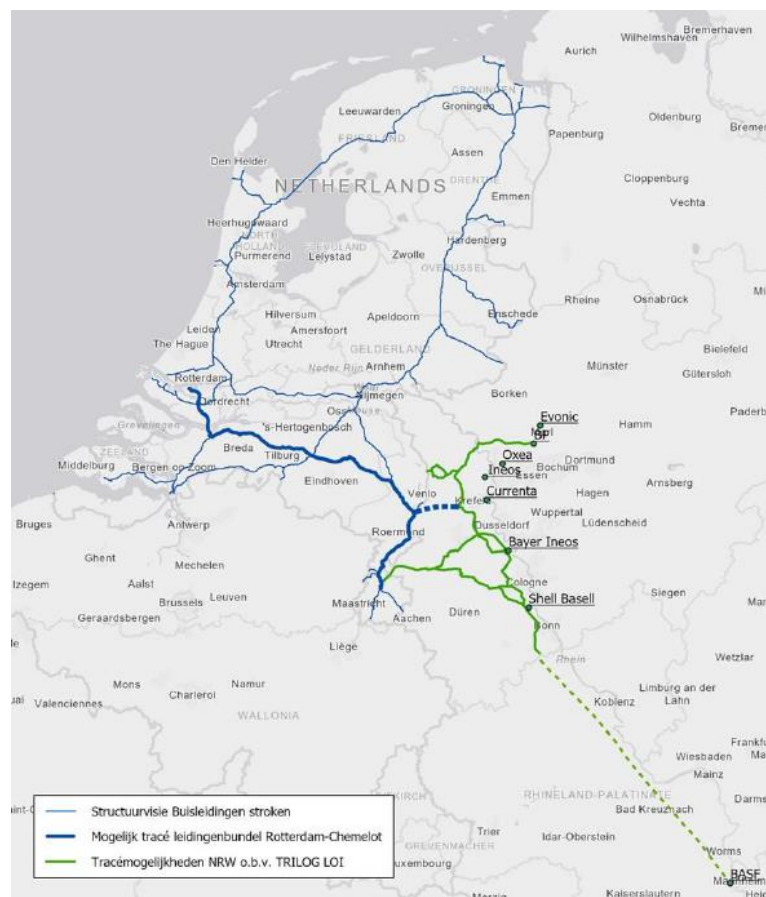 Bremerhaven
Wilhelmshaven
Aurich
GRONINGEN
Groningen
Leeuwarden
FRISSLAND
Oldenburg
Papenburg
Assen
Den Helder
DRENTHE
Cloppenburg
NETHERLANDS
Emmen
Vechta
Heerhugowaard
NORTH
HOLLAND
FLEVOLAND
Hardenberg
Purmerend
Lelystad
Zwolle
OVERIJSSEL
Amsterdam
Rheine
Osnabrück
Enschede
Hilversum
Apeldoorn
Leiden
Amersfoort
The Hague
Utrecht
GELDERLAND
Bielefeld
Münster
Gütersloh
Neder Rijn
Arnhem
Rotterdam
Nijmegen
Borken
Dordrecht
Evonic
Grevelingen
's-Hertogenbosch
BP
Hamm
ZEELAND
Breda
Oxea
Dortmund
Middelburg
Bergen op Zoom
Tilburg
Ineos
Essen
Bochum
Arnsberg
Eindhoven
Venlo
Krefeld
Currenta
Hagen
Wuppertal
Lüdenscheid
Bruges
Antwerp
Roermond
Dusseldorf
Ghent
Mechelen
Bayer Ineos
Izegem
Aalst
Leuven
Cologne
Siegen
Brussels
Maastricht
Shell Basell
Geraardsbergen
Aachen
Düren
Bonn
Liège
Rhein
Wetzlar
Mons
Namur
Limburg an der
Lahn
Valenciennes
Charleroi
Koblenz
WALLONIA
Wiesbaden
Mainz
RHINELAND-PALATINATE
Bad Kreuznach
Trier
Idar-Oberstein
GREVENMACHER
Worms
BASF
Kaiserslautern
Structuurvisie Buisleidingen stroken
Mogelijk tracé leidingenbundel Rotterdam-Chemelot
Tracémogelijkheden NRW o.b.v. TRILOG LOI